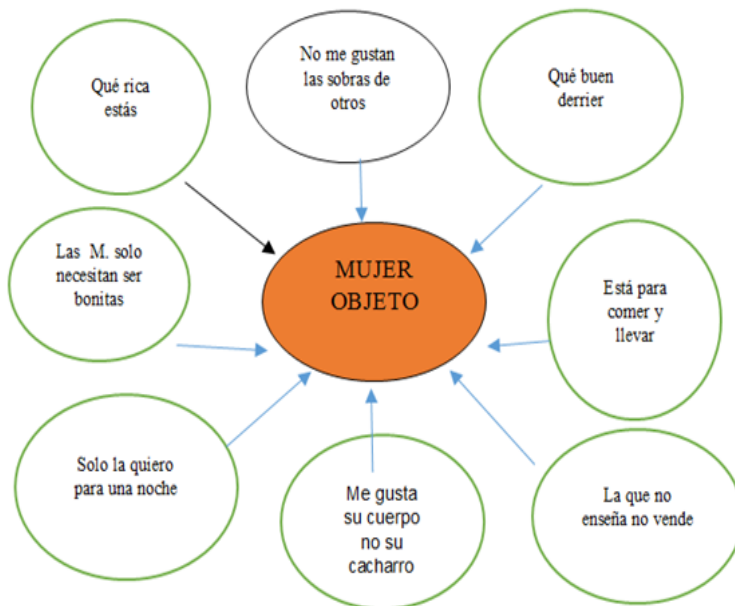 Qué rica
estás
No me gustan
las sobras de
otros
Qué buen
derrier
Las M. solo
necesitan ser
bonitas
MUJER
OBJETO
Está para
comer y
llevar
Solo la quiero
para una noche
Me gusta
su cuerpo
no su
cacharro
La que no
enseña no vende